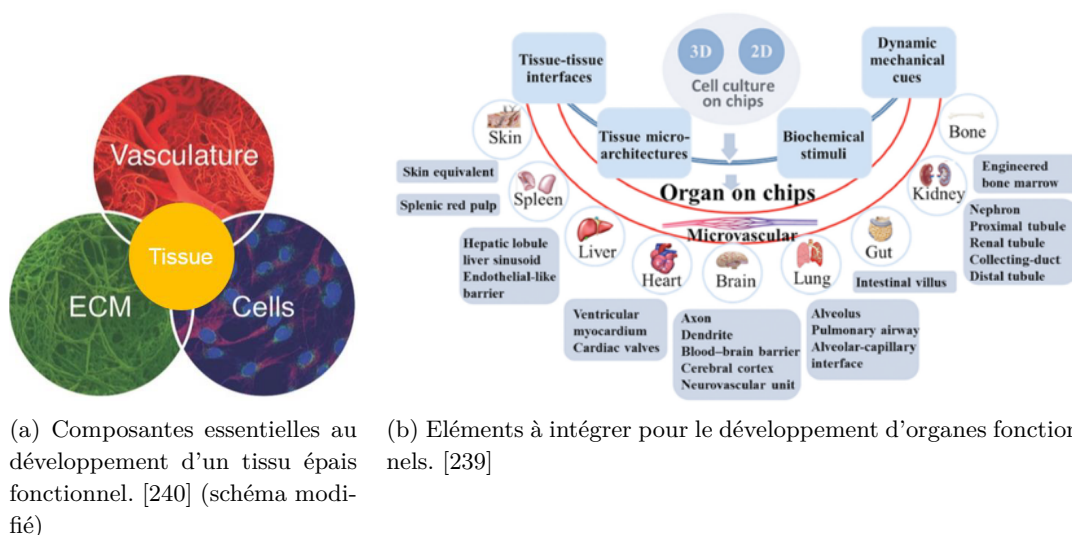 Vasculature
Tissue
ECM
Cells
(a) Composantes essentielles au
développement d'un tissu épais
fonctionnel. [240] (schéma modi-
fié)
3D
2D
Cell culture
on chips
Tissue-tissue
interfaces
Dynamic
mechanical
cues
Tissue micro-
architectures
Biochemical
stimuli
Organ on chips
Microvascular
Skin
Spleen
Liver
Heart
Brain
Lung
Gut
Kidney
Bone
Skin equivalent
Splenic red pulp
Hepatic lobule
liver sinusoid
Endothelial-like
barrier
Ventricular
myocardium
Cardiac valves
Axon
Dendrite
Blood–brain barrier
Cerebral cortex
Neurovascular unit
Alveolus
Pulmonary airway
Alveolar-capillary
interface
Intestinal villus
Engineered
bone marrow
Nephron
Proximal tubule
Renal tubule
Collecting-duct
Distal tubule
(b) Eléments à intégrer pour le développement d'organes fonction-
nels. [239]